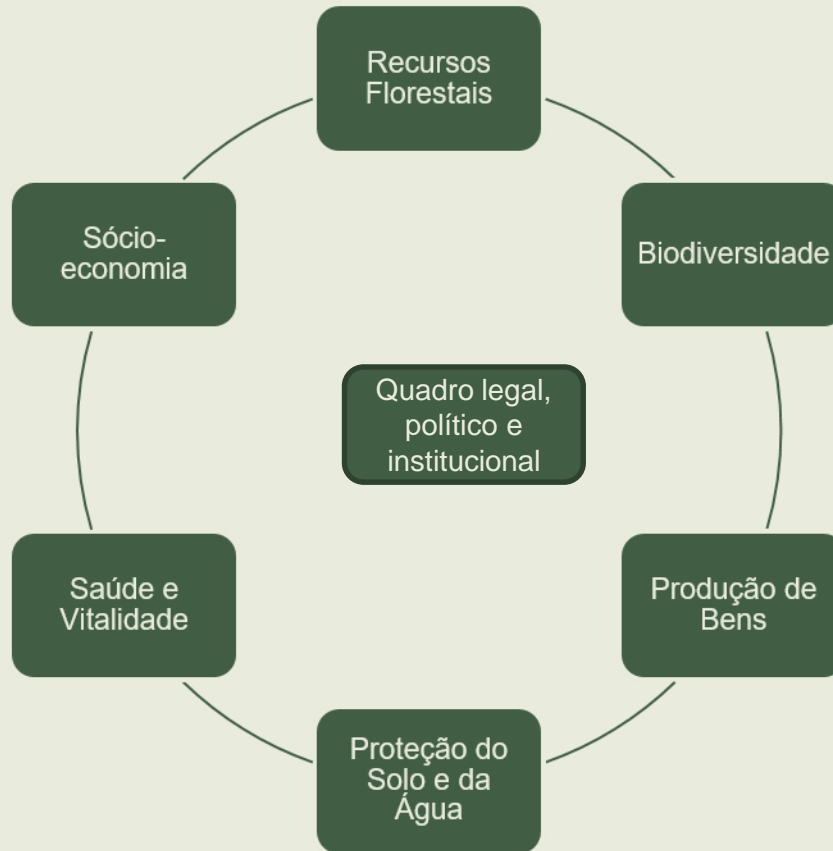 Recursos
Florestais
Sócio-
economia
Biodiversidade
Quadro legal,
político e
institucional
Saúde e
Vitalidade
Produção de
Bens
Proteção do
Solo e da
Água